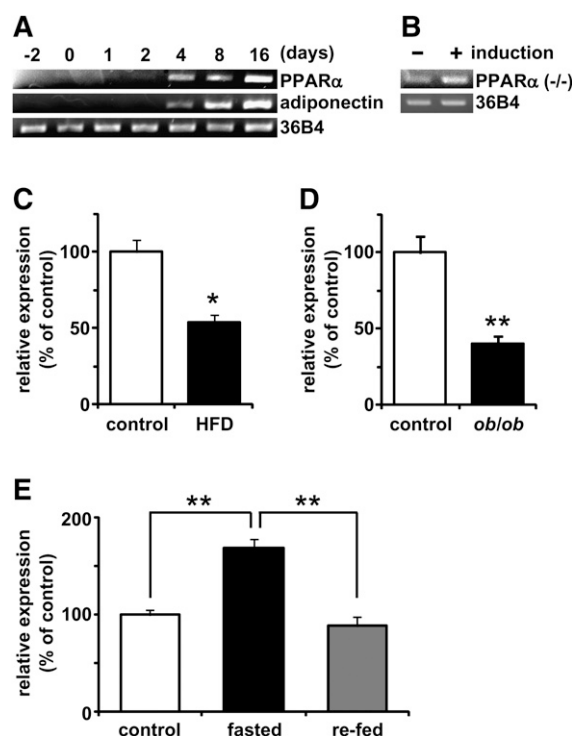 A
-2 0 1 2 4 8 16 (days)
PPARα
adiponectin
36B4
B
− + induction
PPARα (-/-)
36B4
C
relative expression
(% of control)
100
50
0
*
control HFD
D
relative expression
(% of control)
100
50
0
**
control ob/ob
E
relative expression
(% of control)
200
100
0
** **
control fasted re-fed